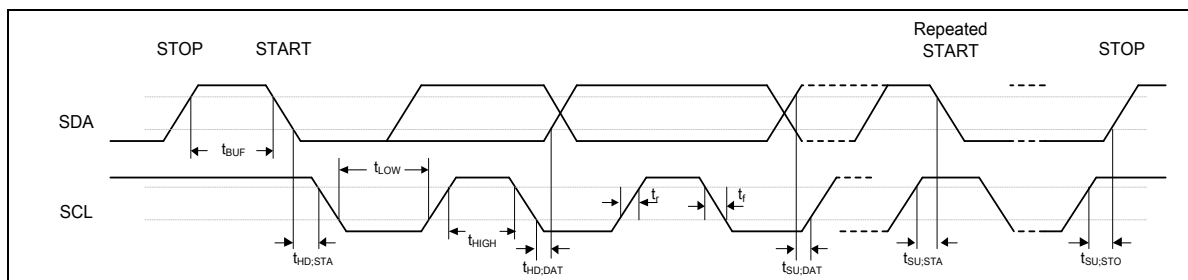 Repeated
STOP START START STOP
SDA
tBUF
tLOW
SCL
tr tf
tHIGH
tHD;STA tHD;DAT tSU;DAT tSU;STA tSU;STO